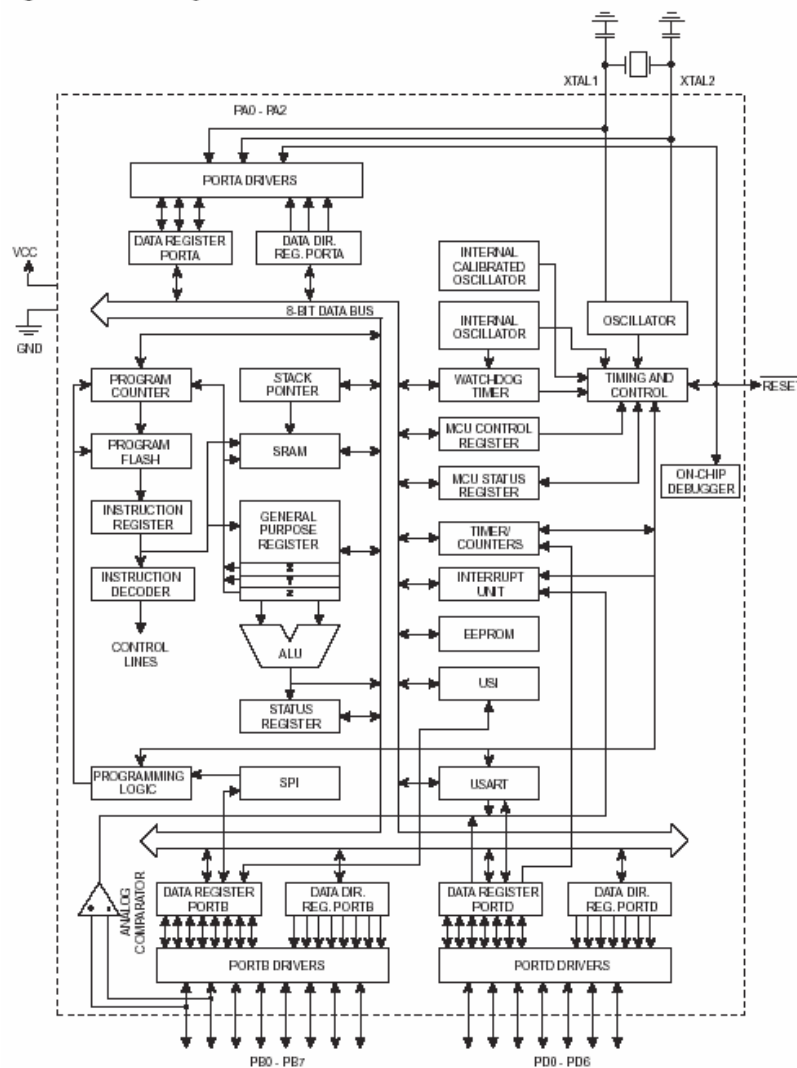 XTAL1
XTAL2
PA0 - PA2
PORTA DRIVERS
DATA REGISTER
PORTA
DATA DIR.
REG. PORTA
VCC
GND
8-BIT DATA BUS
INTERNAL
CALIBRATED
OSCILLATOR
INTERNAL
OSCILLATOR
OSCILLATOR
PROGRAM
COUNTER
STACK
POINTER
WATCHDOG
TIMER
TIMING AND
CONTROL
RESET
PROGRAM
FLASH
SRAM
MCU CONTROL
REGISTER
MCU STATUS
REGISTER
ON-CHIP
DEBUGGER
INSTRUCTION
REGISTER
GENERAL
PURPOSE
REGISTER
TIMER/
COUNTERS
INSTRUCTION
DECODER
INTERRUPT
UNIT
CONTROL
LINES
ALU
EEPROM
USI
STATUS
REGISTER
PROGRAMMING
LOGIC
SPI
USART
ANALOG
COMPARATOR
DATA REGISTER
PORTB
DATA DIR.
REG. PORTB
DATA REGISTER
PORTD
DATA DIR.
REG. PORTD
PORTB DRIVERS
PORTD DRIVERS
PB0 - PB7
PD0 - PD6